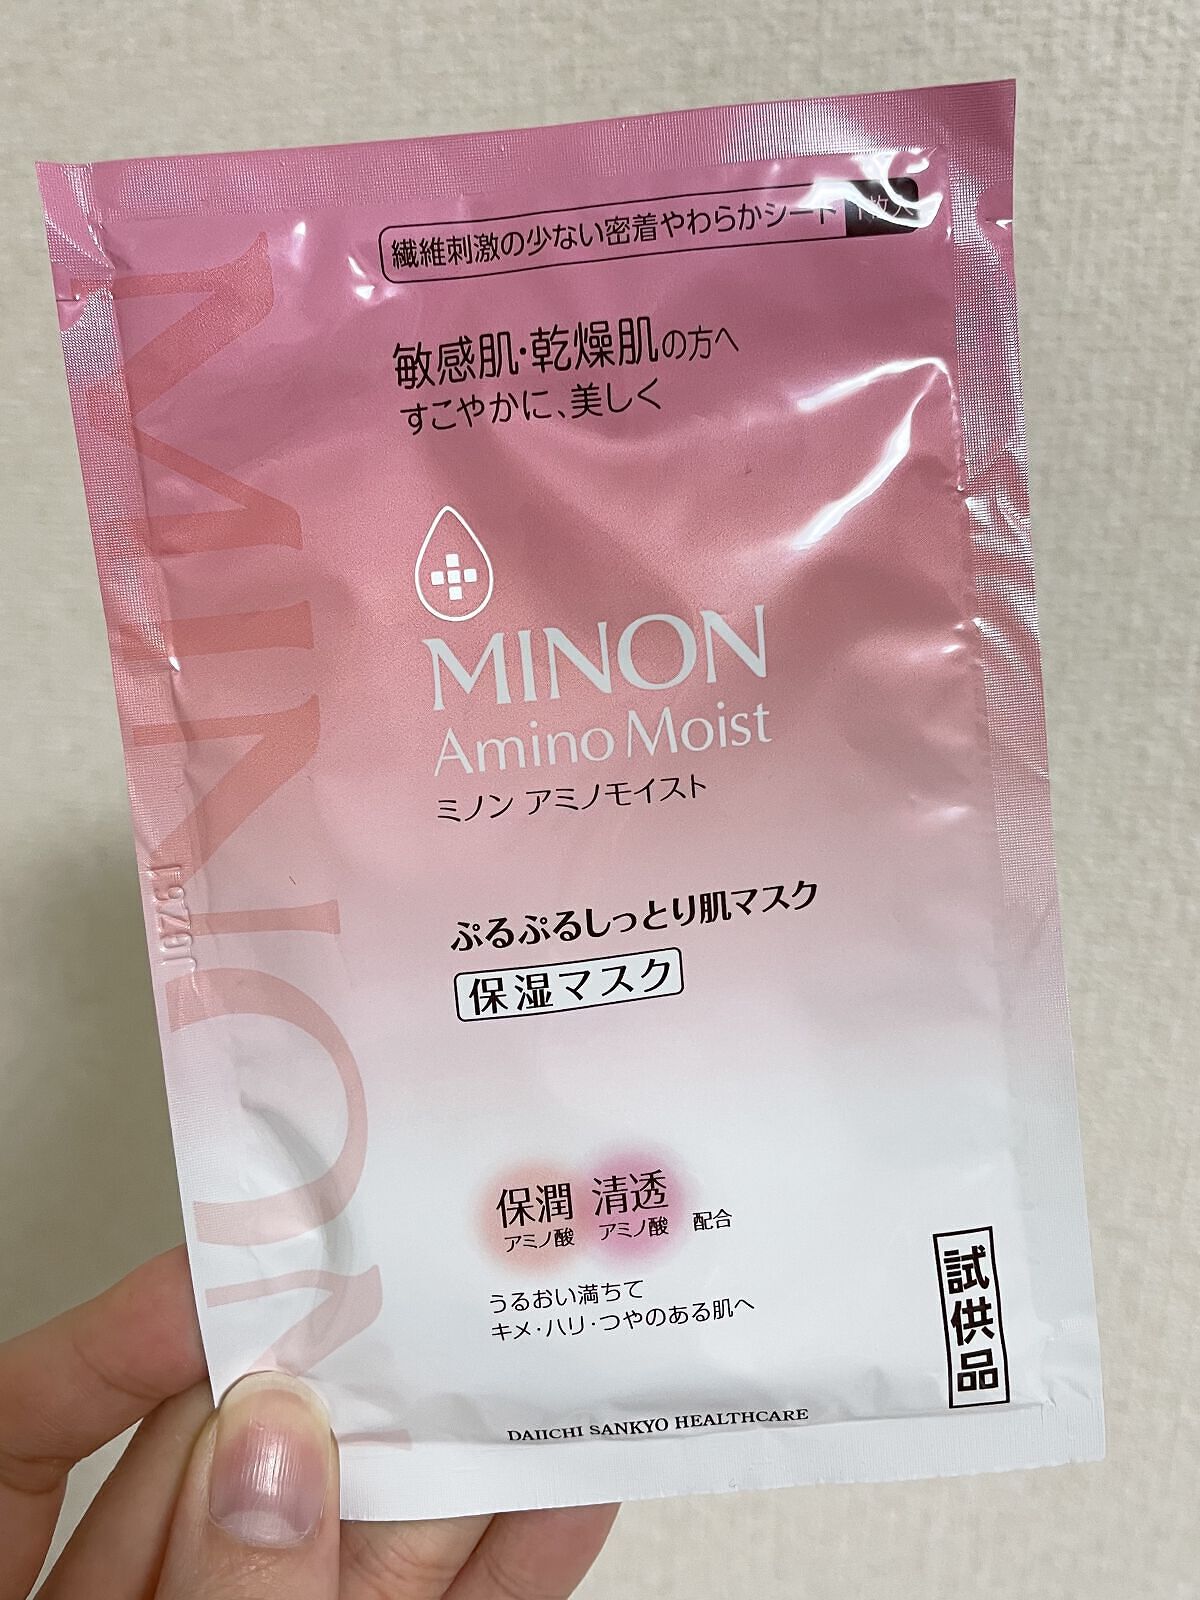 繊維刺激の少ない密着やわらかシート 1枚入
敏感肌・乾燥肌の方へ
すこやかに、美しく
MINON
MINON
Amino Moist
ミノン アミノモイスト
ぷるぷるしっとり肌マスク
保湿マスク
保潤 清透
アミノ酸 アミノ酸 配合
うるおい満ちて
キメ・ハリ・つやのある肌へ
試供品
DAIICHI SANKYO HEALTHCARE